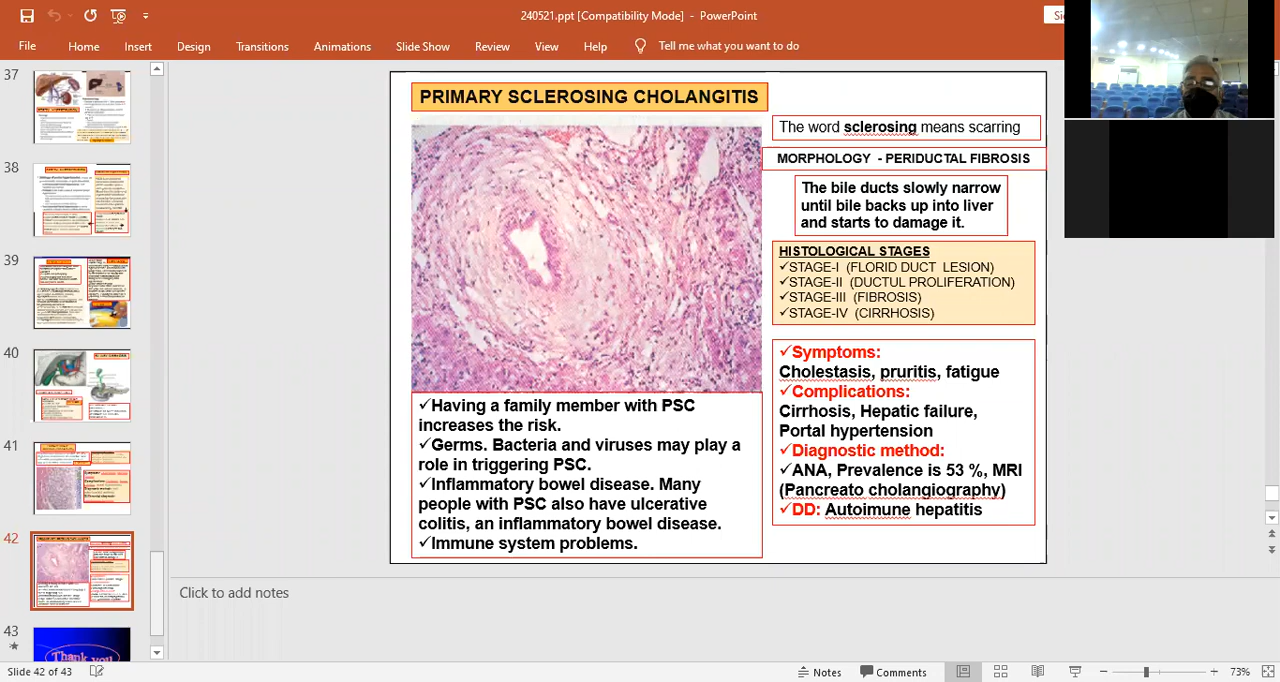 240521.ppt [Compatibility Mode] - PowerPoint
File Home Insert Design Transitions Animations Slide Show Review View Help Tell me what you want to do
37
38
39
40
41
42
43
Thank you
PRIMARY SCLEROSING CHOLANGITIS
The word sclerosing means scarring
MORPHOLOGY - PERIDUCTAL FIBROSIS
The bile ducts slowly narrow
until bile backs up into liver
and starts to damage it.
HISTOLOGICAL STAGES
✓STAGE-I (FLORID DUCT LESION)
✓STAGE-II (DUCTUL PROLIFERATION)
✓STAGE-III (FIBROSIS)
✓STAGE-IV (CIRRHOSIS)
✓Symptoms:
Cholestasis, pruritis, fatigue
✓Complications:
Cirrhosis, Hepatic failure,
Portal hypertension
✓Diagnostic method:
✓ANA, Prevalence is 53 %, MRI
(Pancreato cholangiography)
✓DD: Autoimune hepatitis
✓Having a family member with PSC
increases the risk.
✓Germs. Bacteria and viruses may play a
role in triggering PSC.
✓Inflammatory bowel disease. Many
people with PSC also have ulcerative
colitis, an inflammatory bowel disease.
✓Immune system problems.
Click to add notes
Slide 42 of 43
Notes Comments 73%